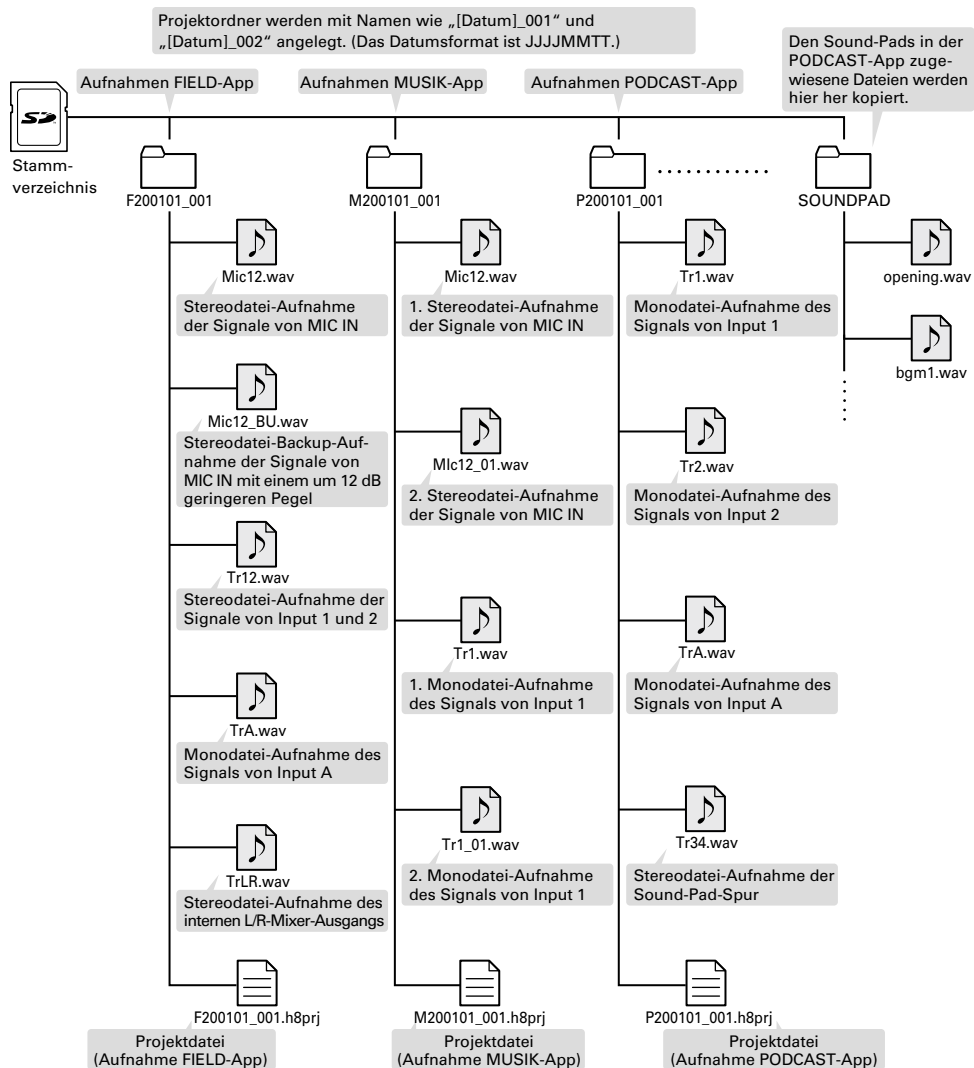 Projektordner werden mit Namen wie „[Datum]_001“ und
„[Datum]_002“ angelegt. (Das Datumsformat ist JJJJMMTT.)
Den Sound-Pads in der
PODCAST-App zuge-
wiesene Dateien werden
hier her kopiert.
Aufnahmen FIELD-App
Aufnahmen MUSIK-App
Aufnahmen PODCAST-App
SD
Stamm-
verzeichnis
F200101_001
M200101_001
P200101_001
SOUNDPAD
Mic12.wav
Stereodatei-Aufnahme
der Signale von MIC IN
Mic12_BU.wav
Stereodatei-Backup-Auf-
nahme der Signale von
MIC IN mit einem um 12 dB
geringeren Pegel
Tr12.wav
Stereodatei-Aufnahme der
Signale von Input 1 und 2
TrA.wav
Monodatei-Aufnahme des
Signals von Input A
TrLR.wav
Stereodatei-Aufnahme des
internen L/R-Mixer-Ausgangs
F200101_001.h8prj
Projektdatei
(Aufnahme FIELD-App)
Mic12.wav
1. Stereodatei-Aufnahme
der Signale von MIC IN
MIc12_01.wav
2. Stereodatei-Aufnahme
der Signale von MIC IN
Tr1.wav
1. Monodatei-Aufnahme
des Signals von Input 1
Tr1_01.wav
2. Monodatei-Aufnahme
des Signals von Input 1
M200101_001.h8prj
Projektdatei
(Aufnahme MUSIK-App)
Tr1.wav
Monodatei-Aufnahme des
Signals von Input 1
Tr2.wav
Monodatei-Aufnahme des
Signals von Input 2
TrA.wav
Monodatei-Aufnahme des
Signals von Input A
Tr34.wav
Stereodatei-Aufnahme der
Sound-Pad-Spur
P200101_001.h8prj
Projektdatei
(Aufnahme PODCAST-App)
opening.wav
bgm1.wav